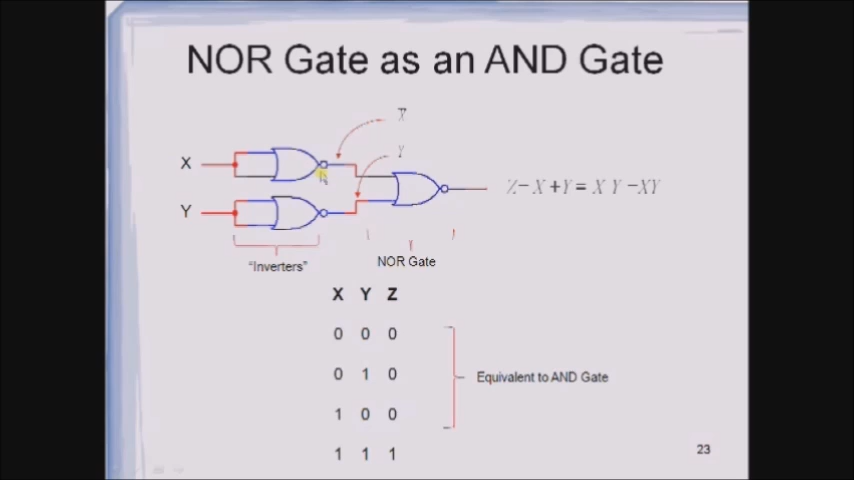 NOR Gate as an AND Gate
X
Y
X
Y
Z = X + Y = X Y = XY
"Inverters"
NOR Gate
X Y Z
0 0 0
0 1 0
1 0 0
1 1 1
Equivalent to AND Gate
23